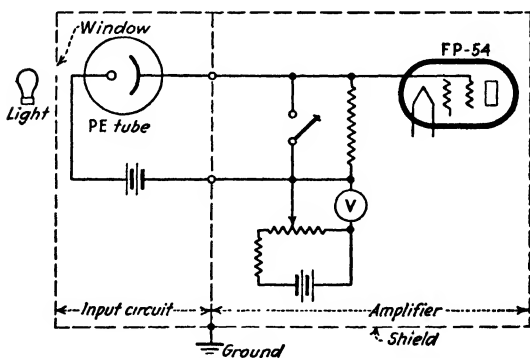 Window
FP-54
Light
PE tube
V
Input circuit
Amplifier
Shield
Ground